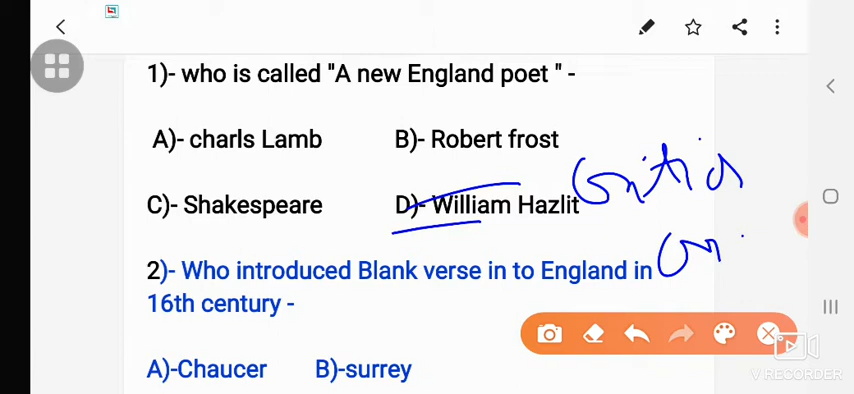 1)- who is called "A new England poet " -
A)- charls Lamb B)- Robert frost
C)- Shakespeare D)- William Hazlit
2)- Who introduced Blank verse in to England in
16th century -
A)-Chaucer B)-surrey
V RECORDER